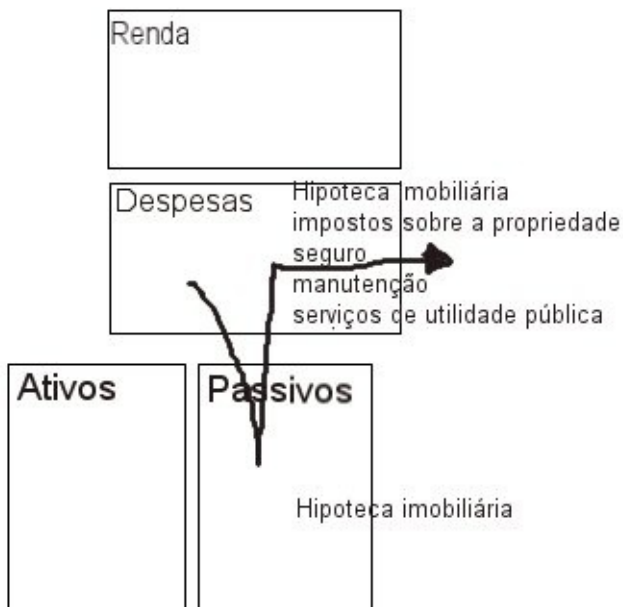 Renda
Despesas
Hipoteca imobiliária
impostos sobre a propriedade
seguro
manutenção
serviços de utilidade pública
Ativos
Passivos
Hipoteca imobiliária